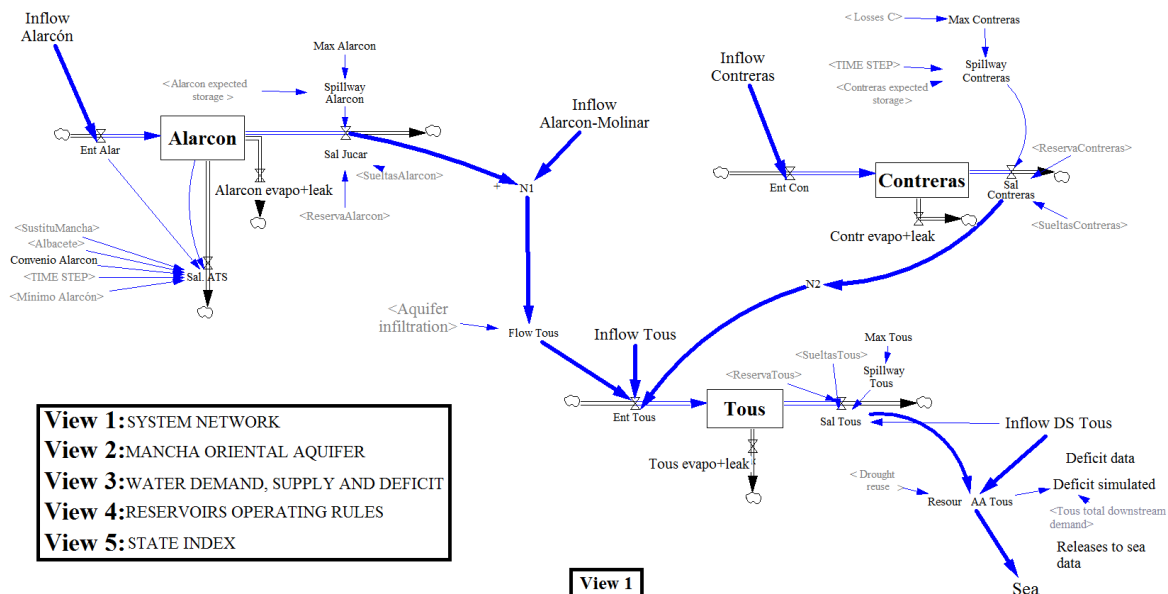 Inflow
Alarcón
Max Alarcon
<Alarcon expected
storage >
Spillway
Alarcon
Alarcon
Ent Alar
Sal Jucar
Alarcon evapo+leak
<SueltasAlarcon>
<ReservaAlarcon>
<SustituMancha>
<Albacete>
Convenio Alarcon
<TIME STEP>
<Mínimo Alarcón>
Sal. ATS
Inflow
Alarcon-Molinar
N1
<Aquifer
infiltration>
Flow Tous
Inflow
Contreras
< Losses C>
Max Contreras
<TIME STEP>
<Contreras expected
storage>
Spillway
Contreras
Contreras
Ent Con
Sal
Contreras
<ReservaContreras>
<SueltasContreras>
Contr evapo+leak
N2
Inflow Tous
<SueltasTous>
<ReservaTous>
Max Tous
Spillway
Tous
Tous
Ent Tous
Sal Tous
Tous evapo+leak
Inflow DS Tous
Deficit data
Deficit simulated
< Drought
reuse >
Resour
AA Tous
<Tous total downstream
demand>
Releases to sea
data
Sea
View 1: SYSTEM NETWORK
View 2: MANCHA ORIENTAL AQUIFER
View 3: WATER DEMAND, SUPPLY AND DEFICIT
View 4: RESERVOIRS OPERATING RULES
View 5: STATE INDEX
View 1